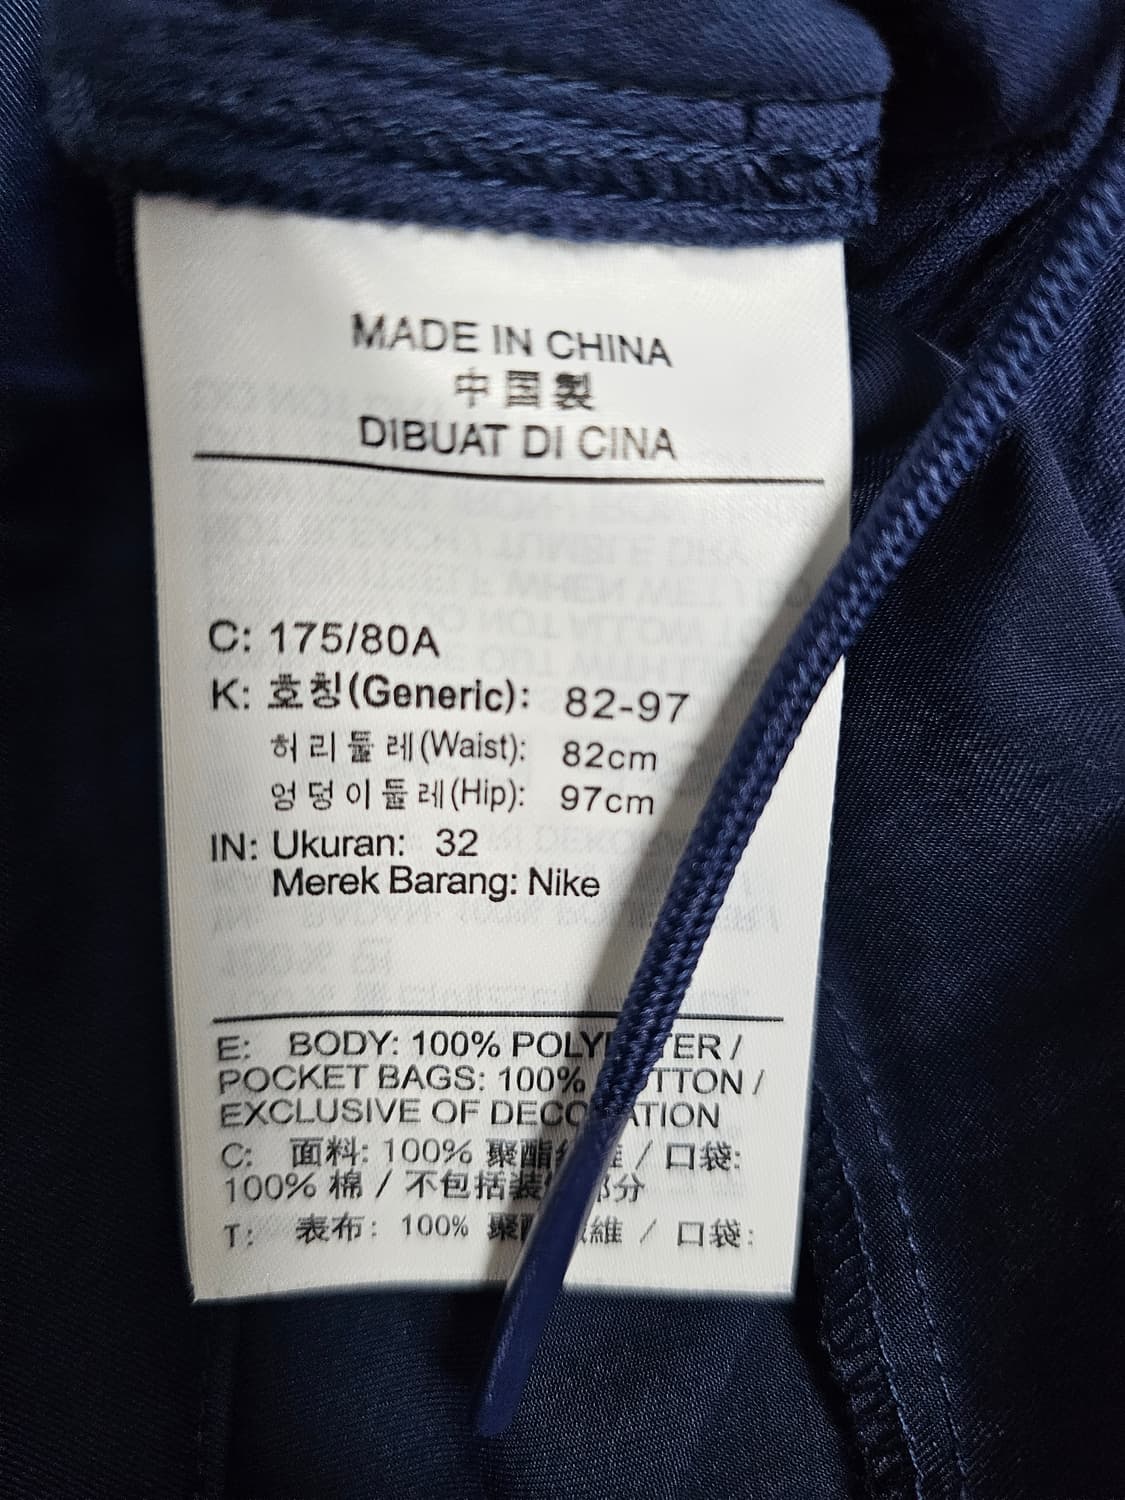 MADE IN CHINA
中国製
DIBUAT DI CINA
C: 175/80A
K: 호칭(Generic): 82-97
허리둘레(Waist): 82cm
엉덩이둘레(Hip): 97cm
IN: Ukuran: 32
Merek Barang: Nike
E: BODY: 100% /
POCKET BAGS: 100% /
EXCLUSIVE OF
C: 面料: 100% 聚酯 / 口袋:
100% 棉 / 不包括装 部分
T: 表布: 100% 聚 維 / 口袋: